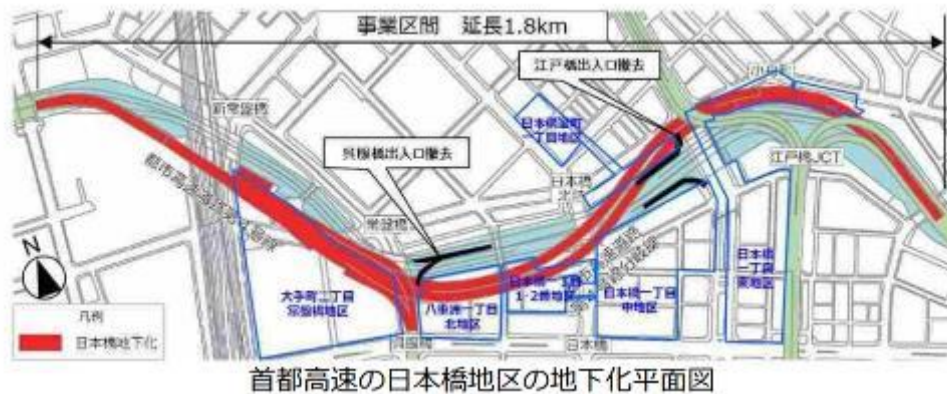 事業区間　延長1.8km
江戸橋出入口撤去
新常盤橋
日本橋室町
一丁目地区
江戸橋JCT
呉服橋出入口撤去
日本橋
常盤橋
N
大手町二丁目
常盤橋地区
八重洲一丁目
北地区
日本橋一丁目
1・2番地区
日本橋一丁目
中地区
日本橋
一丁目
東地区
凡例
日本橋地下化
呉服橋
日本橋
首都高速の日本橋地区の地下化平面図